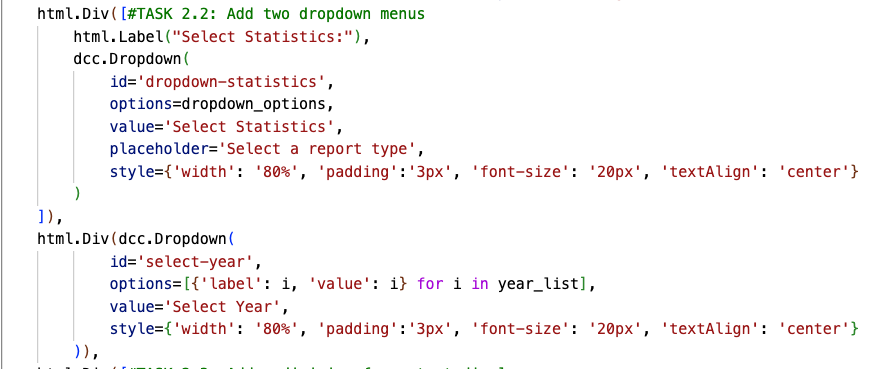 html.Div([#TASK 2.2: Add two dropdown menus
    html.Label("Select Statistics:"),
    dcc.Dropdown(
        id='dropdown-statistics',
        options=dropdown_options,
        value='Select Statistics',
        placeholder='Select a report type',
        style={'width': '80%', 'padding':'3px', 'font-size': '20px', 'textAlign': 'center'}
    )
]),
html.Div(dcc.Dropdown(
        id='select-year',
        options=[{'label': i, 'value': i} for i in year_list],
        value='Select Year',
        style={'width': '80%', 'padding':'3px', 'font-size': '20px', 'textAlign': 'center'}
    )),